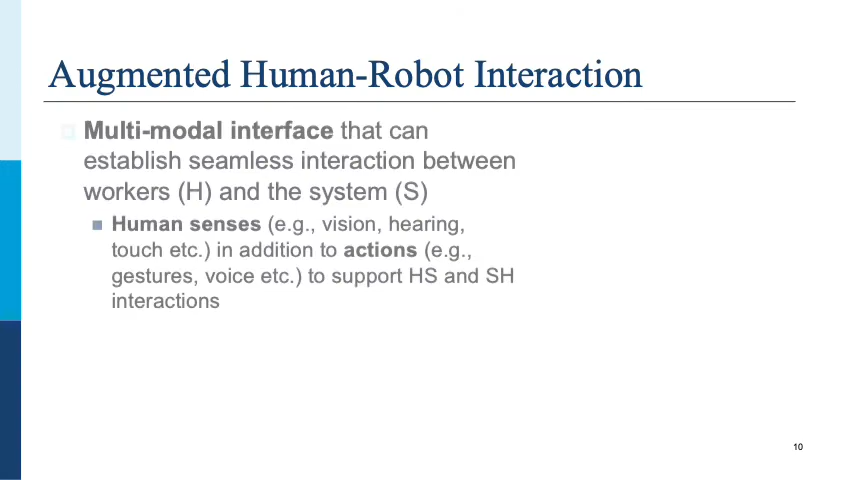 Augmented Human-Robot Interaction
Multi-modal interface that can
establish seamless interaction between
workers (H) and the system (S)
Human senses (e.g., vision, hearing,
touch etc.) in addition to actions (e.g.,
gestures, voice etc.) to support HS and SH
interactions
10